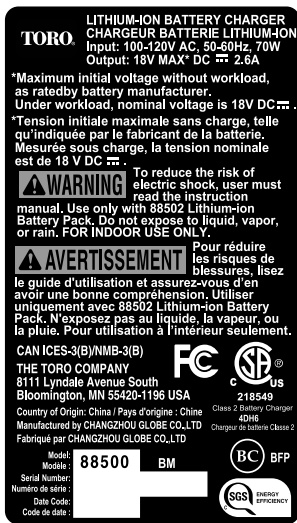 TORO®
LITHIUM-ION BATTERY CHARGER
CHARGEUR BATTERIE LITHIUM-ION
Input: 100-120V AC, 50-60Hz, 70W
Output: 18V MAX* DC ⎓ 2.6A
*Maximum initial voltage without workload,
as ratedby battery manufacturer.
Under workload, nominal voltage is 18V DC⎓.
*Tension initiale maximale sans charge, telle
qu'indiquée par le fabricant de la batterie.
Mesurée sous charge, la tension nominale
est de 18 V DC ⎓ .
WARNING
To reduce the risk of
electric shock, user must
read the instruction
manual. Use only with 88502 Lithium-ion
Battery Pack. Do not expose to liquid, vapor,
or rain. FOR INDOOR USE ONLY.
AVERTISSEMENT
Pour réduire
les risques de
blessures, lisez
le guide d'utilisation et assurez-vous d'en
avoir une bonne compréhension. Utiliser
uniquement avec 88502 Lithium-ion Battery
Pack. N'exposez pas au liquide, la vapeur, ou
la pluie. Pour utilisation à l'intérieur seulement.
CAN ICES-3(B)/NMB-3(B)
THE TORO COMPANY
8111 Lyndale Avenue South
Bloomington, MN 55420-1196 USA
Country of Origin: China / Pays d'origine : Chine
Manufactured by CHANGZHOU GLOBE CO.,LTD
Fabriqué par CHANGZHOU GLOBE CO.,LTD
FC
C SA US
®
218549
Class 2 Battery Charger
4DH6
Chargeur de batterie Classe 2
Model:
Modèle :
88500 BM
Serial Number:
Numéro de série :
Date Code:
Code de date :
BC BFP
SGS ENERGY
EFFICIENCY